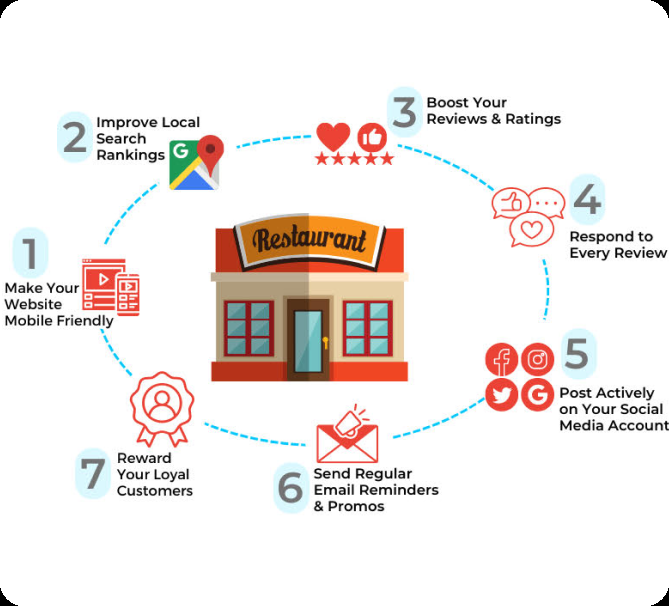 1
Make Your
Website
Mobile Friendly
2
Improve Local
Search
Rankings
G
3
Boost Your
Reviews & Ratings
4
Respond to
Every Review
5
Post Actively
on Your Social
Media Account
f
G
6
Send Regular
Email Reminders
& Promos
7
Reward
Your Loyal
Customers
Restaurant